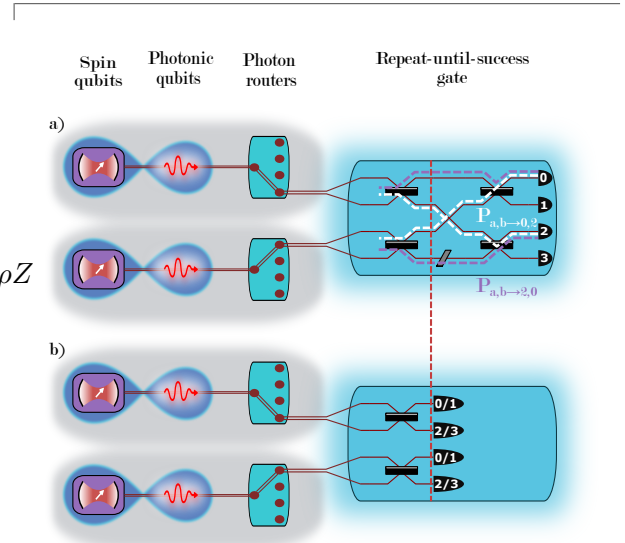 Spin
qubits
Photonic
qubits
Photon
routers
Repeat-until-success
gate
a)
0
1
P a,b→0,2
2
3
ρZ
P a,b→2,0
b)
0/1
2/3
0/1
2/3